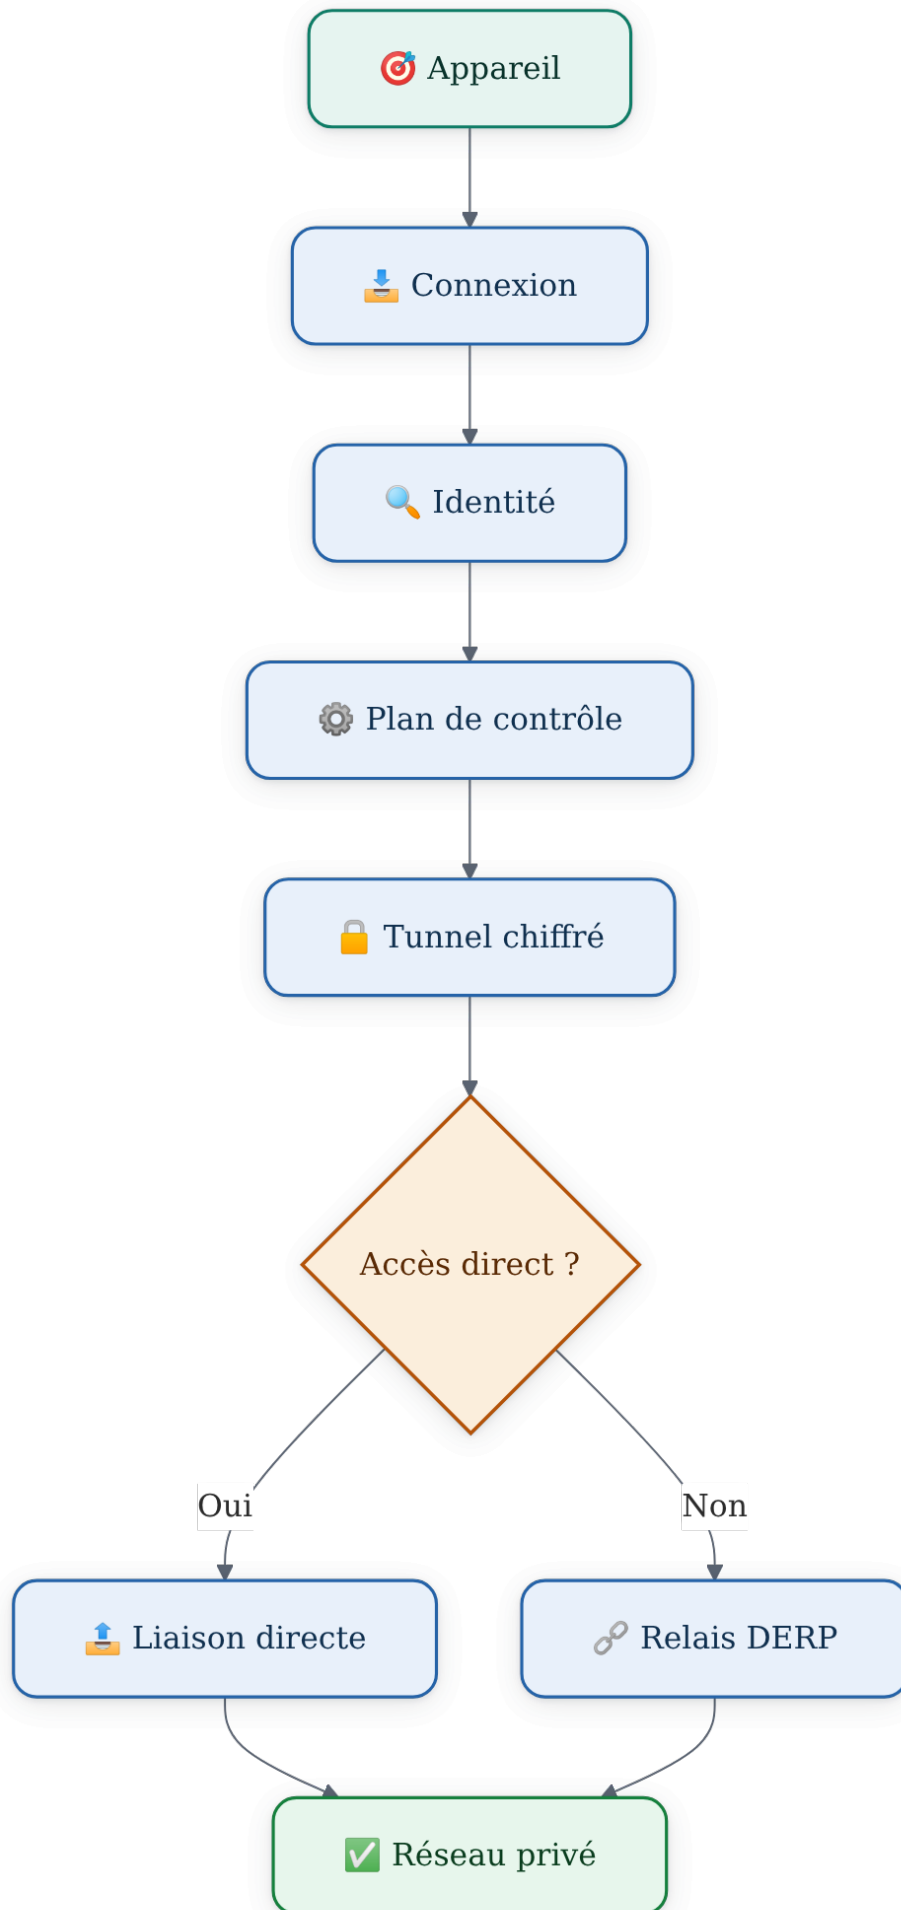 Appareil
Connexion
Identité
Plan de contrôle
Tunnel chiffré
Accès direct ?
Oui
Non
Liaison directe
Relais DERP
Réseau privé